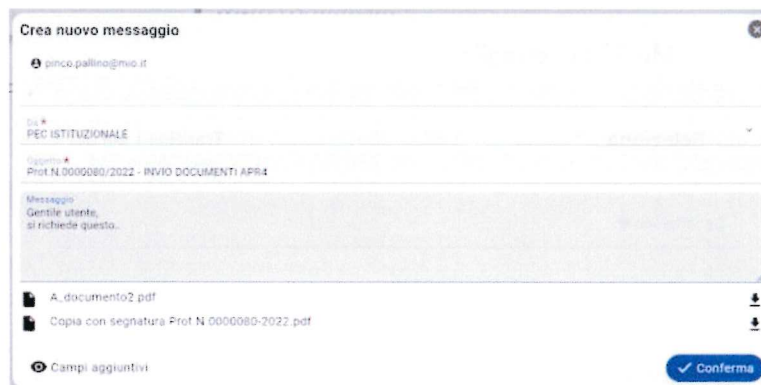 Crea nuovo messaggio
pinco.pallino@mio.it
Da *
PEC ISTITUZIONALE
Oggetto *
Prot.N.0000080/2022 - INVIO DOCUMENTI APR4
Messaggio
Gentile utente,
si richiede questo..
A_documento2.pdf
Copia con segnatura Prot.N.0000080-2022.pdf
Campi aggiuntivi
Conferma